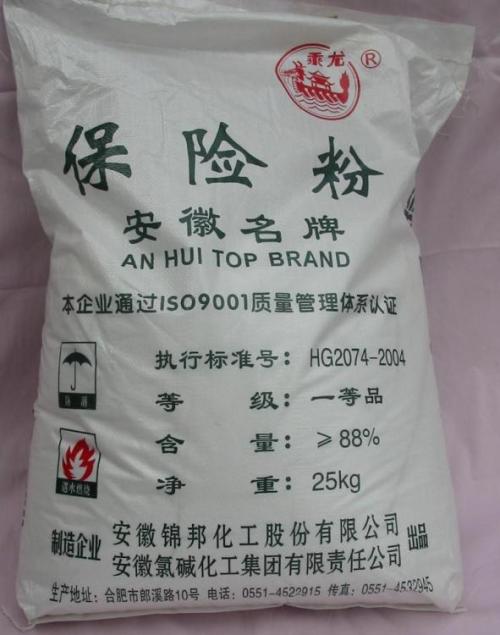 乘龙 ®
保险粉
安徽名牌
AN HUI TOP BRAND
本企业通过ISO9001质量管理体系认证
执行标准号：HG2074-2004
等级：一等品
含量：≥88%
净重：25kg
遇水燃烧
制造企业
安徽锦邦化工股份有限公司
安徽氯碱化工集团有限责任公司
出品
生产地址：合肥市郎溪路10号 电话：0551-4522915 传真：0551-4532945